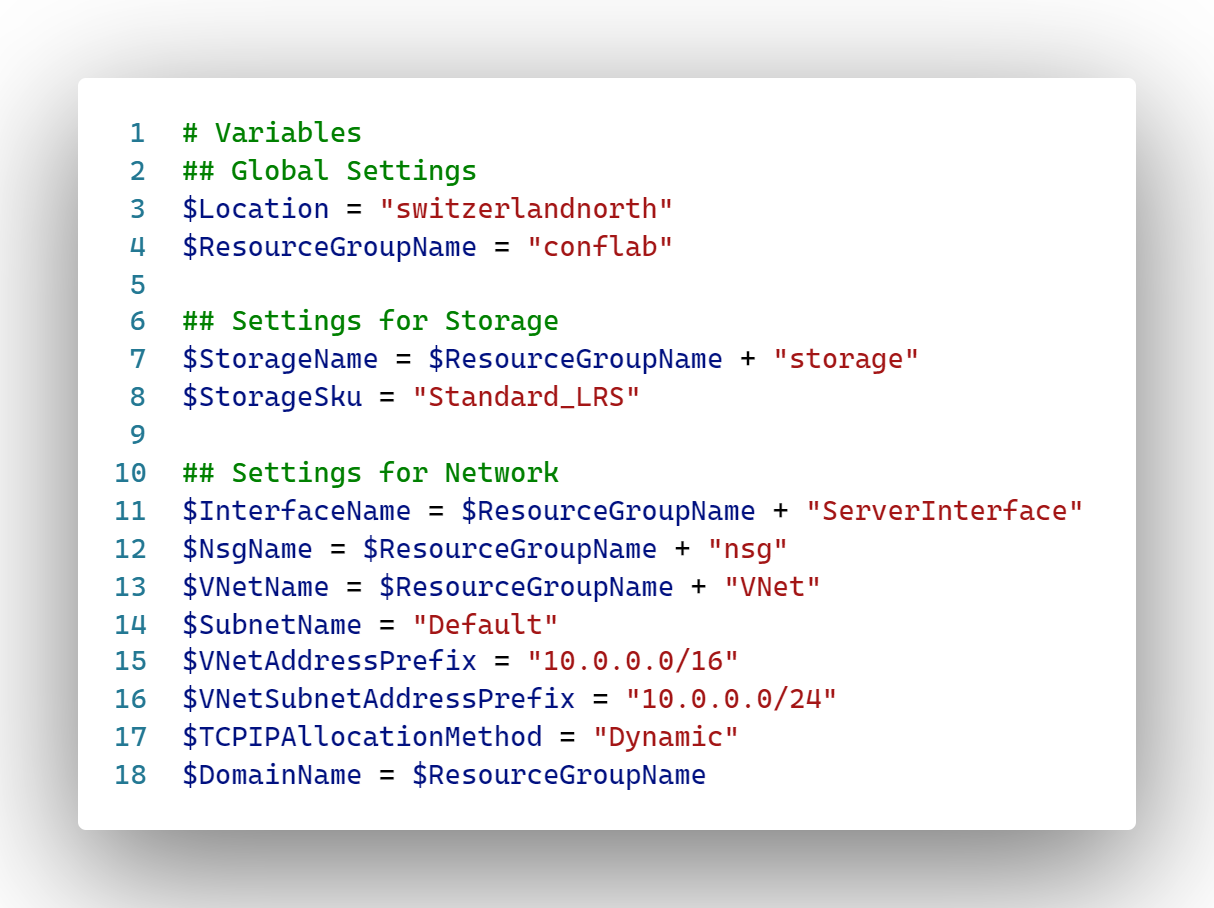 1 # Variables
2 ## Global Settings
3 $Location = "switzerlandnorth"
4 $ResourceGroupName = "conflab"
5
6 ## Settings for Storage
7 $StorageName = $ResourceGroupName + "storage"
8 $StorageSku = "Standard_LRS"
9
10 ## Settings for Network
11 $InterfaceName = $ResourceGroupName + "ServerInterface"
12 $NsgName = $ResourceGroupName + "nsg"
13 $VNetName = $ResourceGroupName + "VNet"
14 $SubnetName = "Default"
15 $VNetAddressPrefix = "10.0.0.0/16"
16 $VNetSubnetAddressPrefix = "10.0.0.0/24"
17 $TCPIPAllocationMethod = "Dynamic"
18 $DomainName = $ResourceGroupName